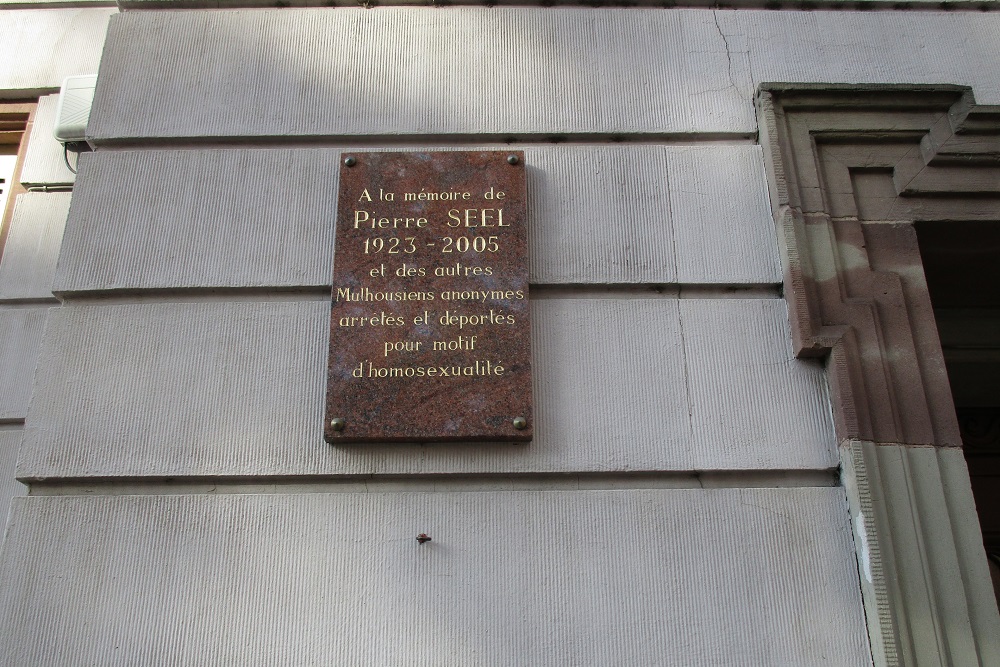 A la mémoire de
Pierre SEEL
1923 - 2005
et des autres
Mulhousiens anonymes
arrêtés et déportés
pour motif
d'homosexualité